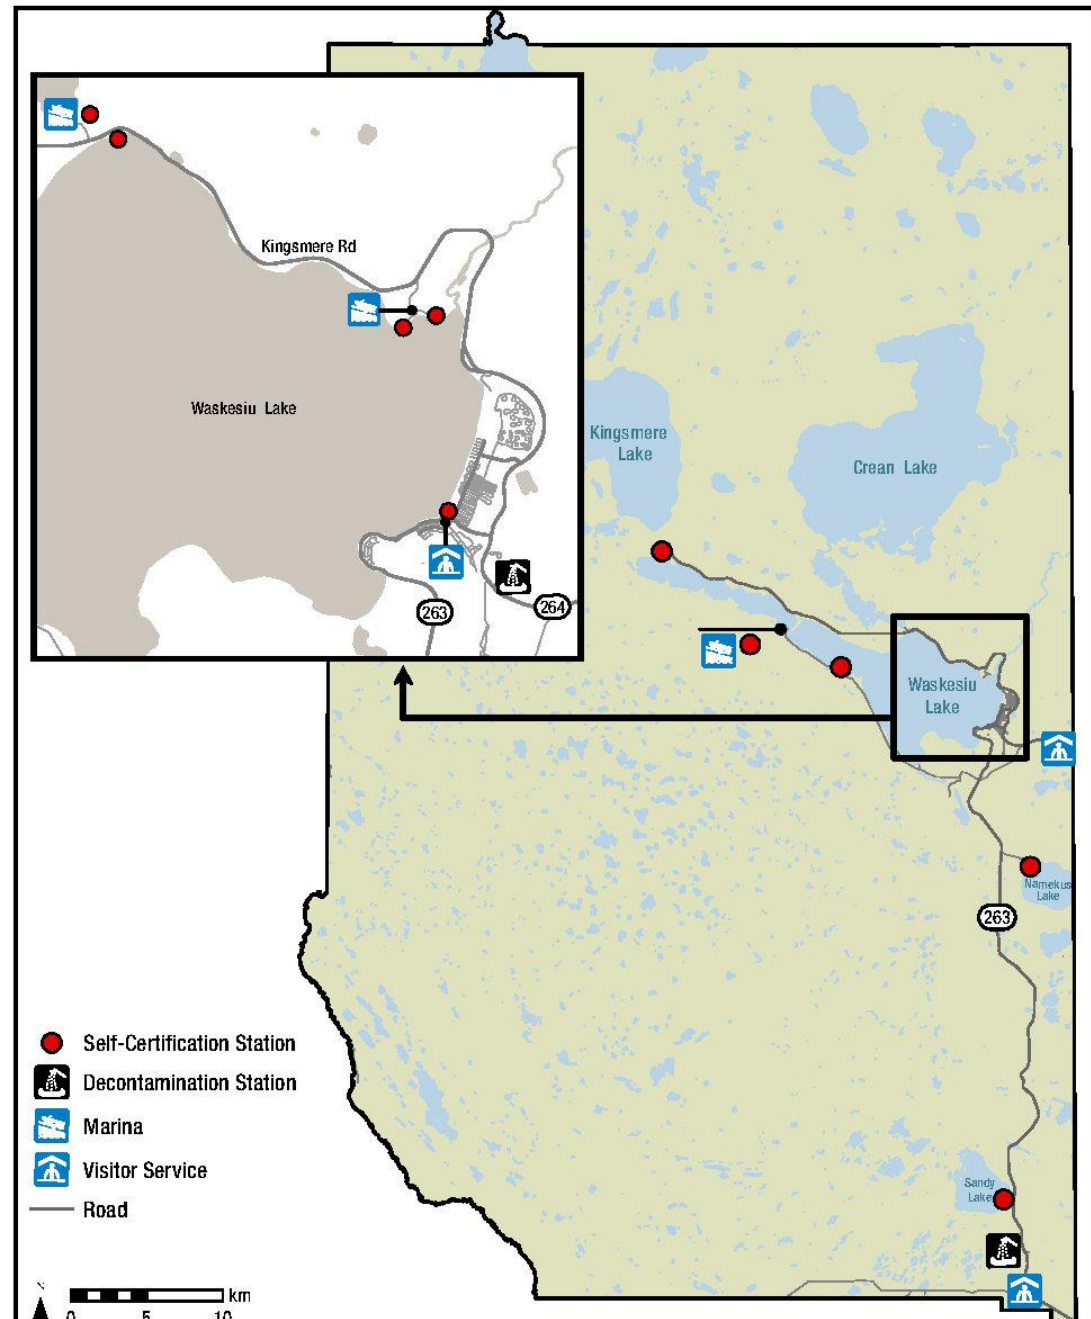 Kingsmere Rd
Waskesiu Lake
263
264
Kingsmere
Lake
Crean Lake
Waskesiu
Lake
Namekus
Lake
263
Sandy
Lake
Self-Certification Station
Decontamination Station
Marina
Visitor Service
Road
N
km
0 5 10